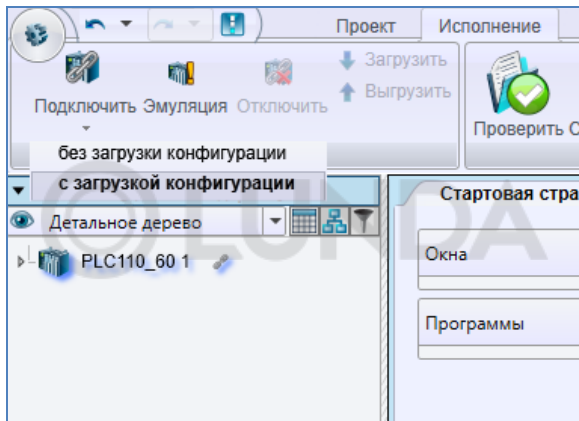 Проект Исполнение
Подключить Эмуляция Отключить
Загрузить
Выгрузить
Проверить С
без загрузки конфигурации
с загрузкой конфигурации
Стартовая стра
Детальное дерево
PLC110_60 1
Окна
Программы
LUNDA